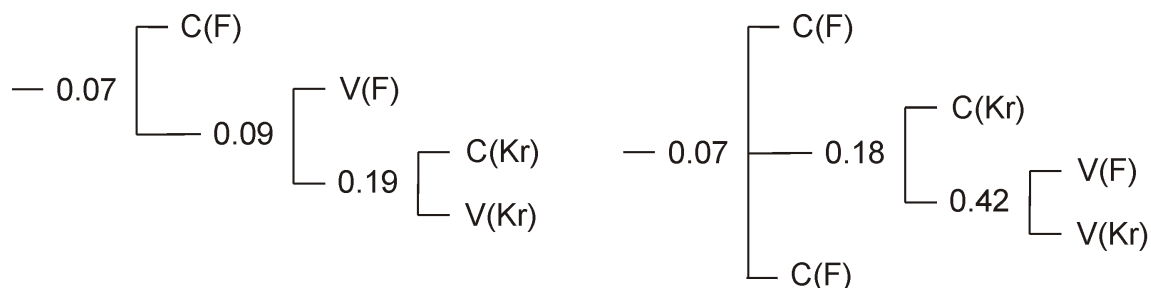 C(F)
0.07
V(F)
0.09
C(Kr)
0.19
V(Kr)
C(F)
C(Kr)
0.07
0.18
V(F)
0.42
V(Kr)
C(F)